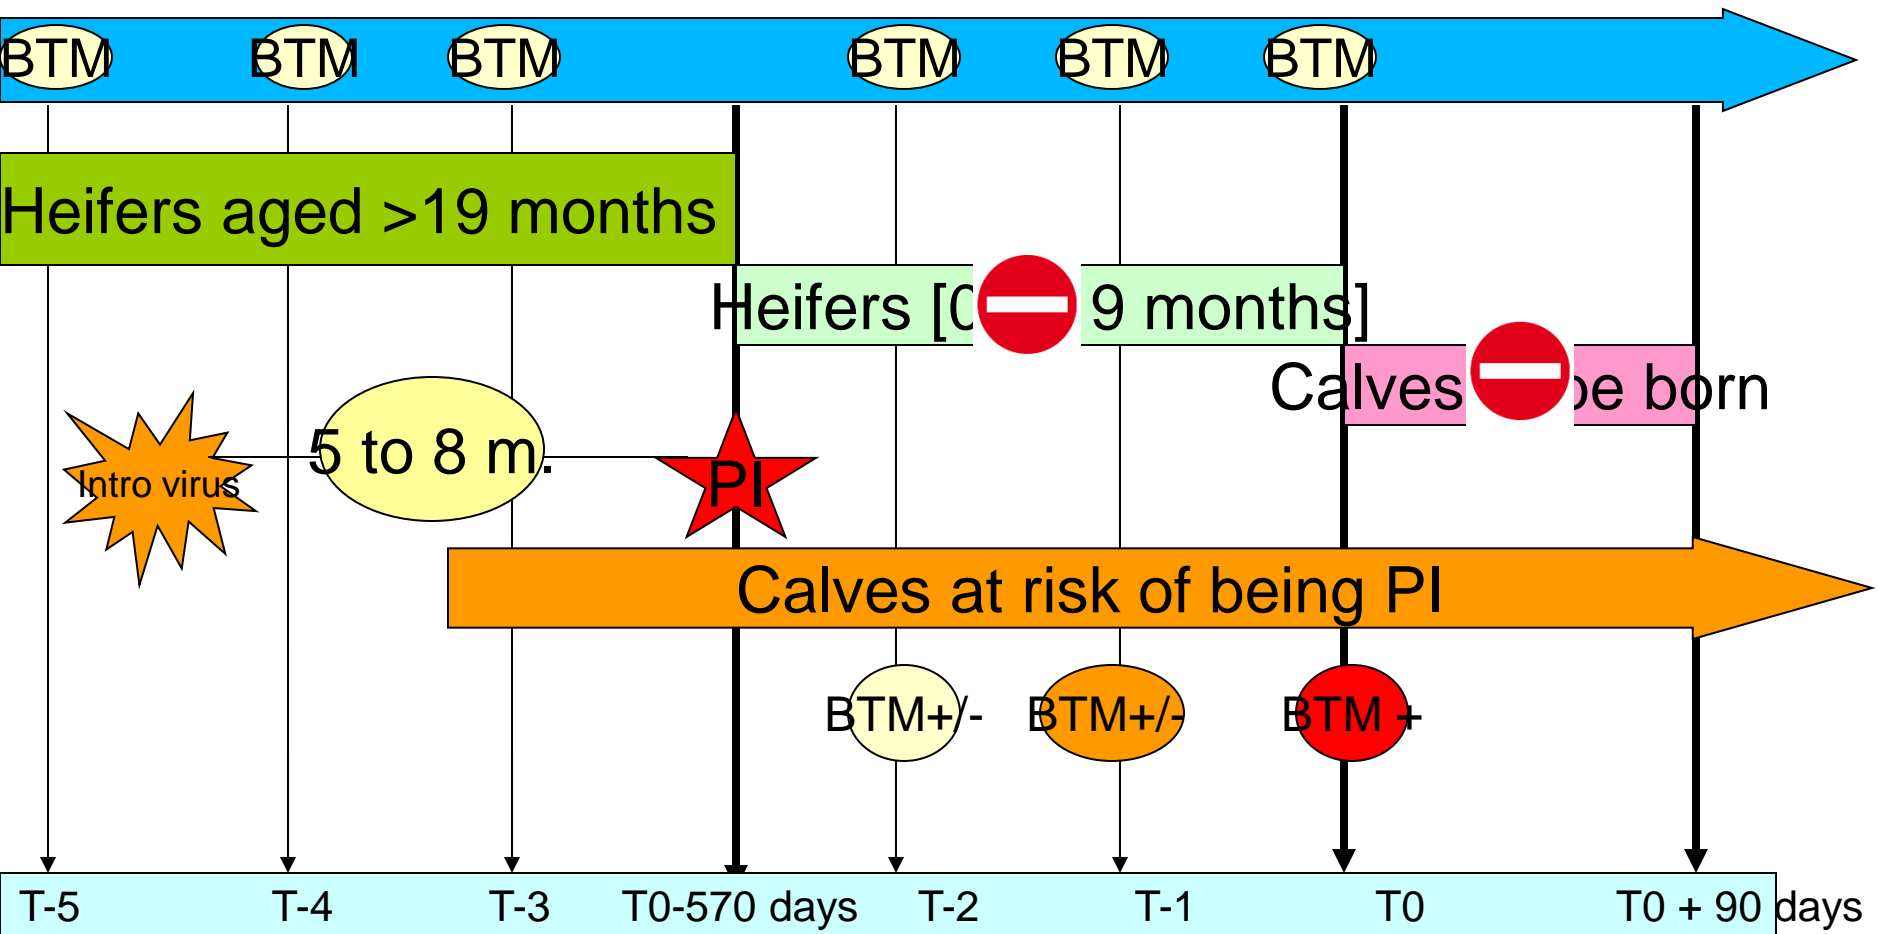 BTM BTM BTM BTM BTM BTM
Heifers aged >19 months
Heifers [0 9 months]
Calves be born
5 to 8 m.
Intro virus
PI
Calves at risk of being PI
BTM+/- BTM+/- BTM +
T-5 T-4 T-3 T0-570 days T-2 T-1 T0 T0 + 90 days